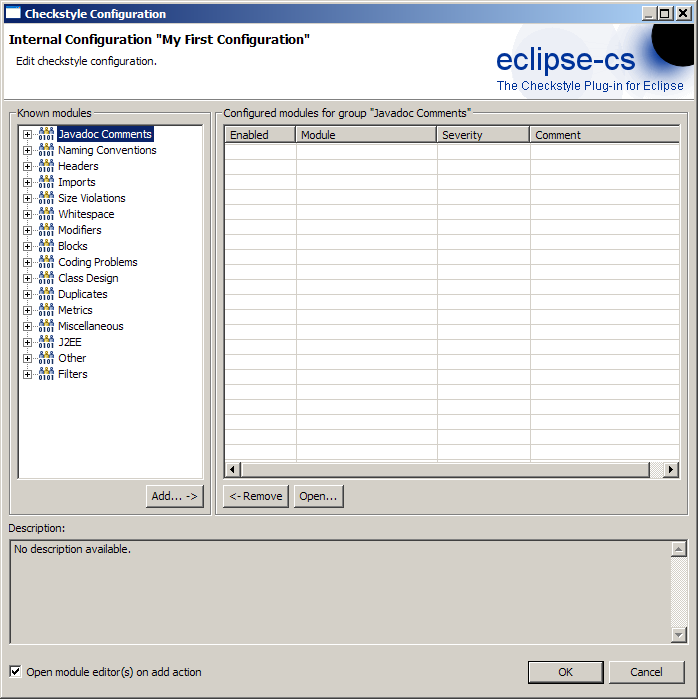 Checkstyle Configuration
Internal Configuration "My First Configuration"
Edit checkstyle configuration.
eclipse-cs
The Checkstyle Plug-in for Eclipse
Known modules
Javadoc Comments
Naming Conventions
Headers
Imports
Size Violations
Whitespace
Modifiers
Blocks
Coding Problems
Class Design
Duplicates
Metrics
Miscellaneous
J2EE
Other
Filters
Add... ->
Configured modules for group "Javadoc Comments"
Enabled Module Severity Comment
<- Remove Open...
Description:
No description available.
Open module editor(s) on add action
OK Cancel